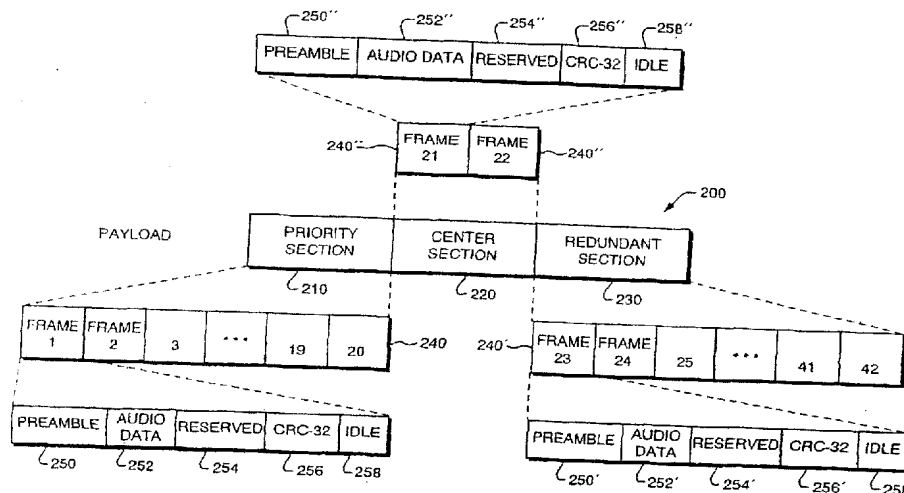 250'' 252'' 254'' 256'' 258''
PREAMBLE AUDIO DATA RESERVED CRC-32 IDLE
240'' FRAME 21 FRAME 22 240''
200
PAYLOAD PRIORITY SECTION CENTER SECTION REDUNDANT SECTION
210 220 230
FRAME 1 FRAME 2 3 ••• 19 20 240
240' FRAME 23 FRAME 24 25 ••• 41 42
PREAMBLE AUDIO DATA RESERVED CRC-32 IDLE
250 252 254 256 258
PREAMBLE AUDIO DATA RESERVED CRC-32 IDLE
250' 252' 254' 256'